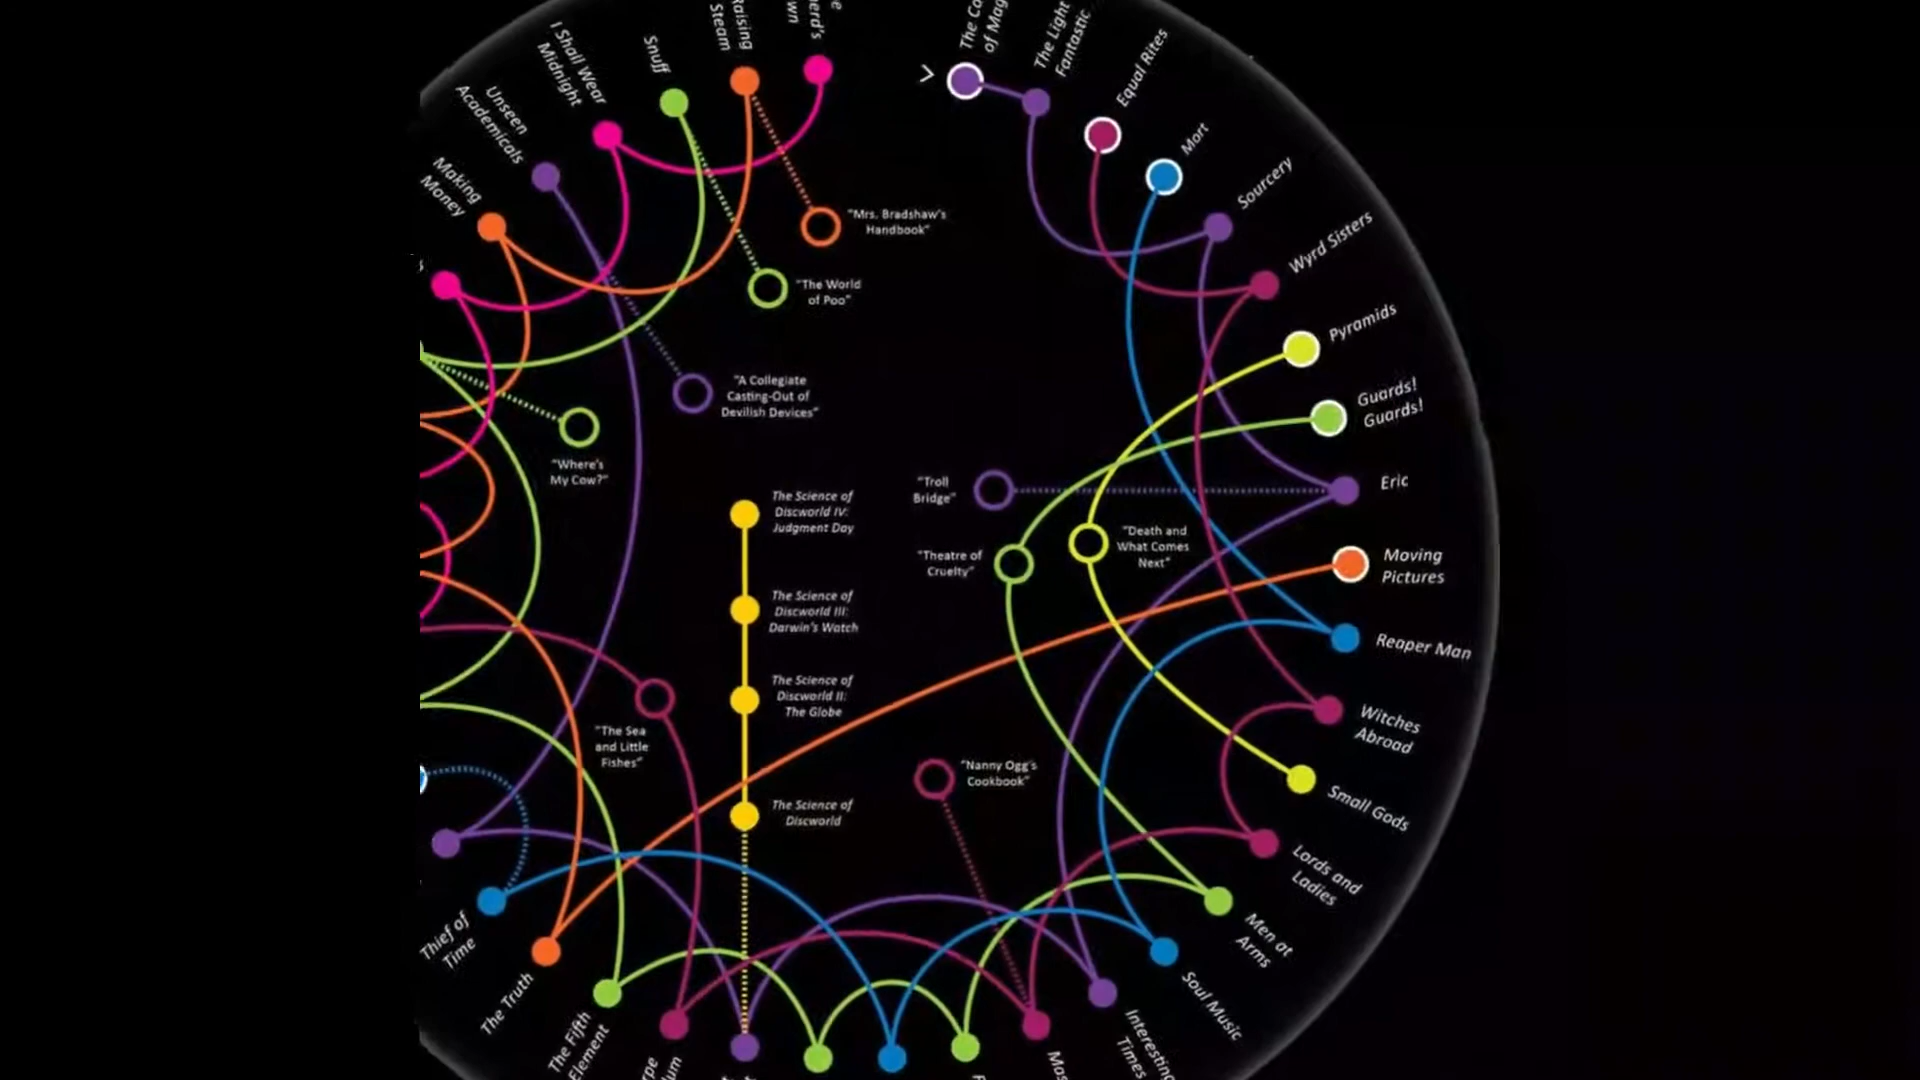 The
of Mag
The Light
Fantastic
Equal Rites
Mort
Sourcery
Wyrd Sisters
Pyramids
Guards!
Guards!
Eric
Moving
Pictures
Reaper Man
Witches
Abroad
Small Gods
Lords and
Ladies
Men at
Arms
Soul Music
Interesting
Times
The Fifth
Element
The Truth
Thief of
Time
Making
Money
Unseen
Academicals
I Shall Wear
Midnight
Snuff
Raising
Steam
"Mrs. Bradshaw's
Handbook"
"The World
of Poo"
"A Collegiate
Casting-Out of
Devilish Devices"
"Where's
My Cow?"
The Science of
Discworld IV:
Judgment Day
The Science of
Discworld III:
Darwin's Watch
The Science of
Discworld II:
The Globe
The Science of
Discworld
"Troll
Bridge"
"Theatre of
Cruelty"
"Death and
What Comes
Next"
"The Sea
and Little
Fishes"
"Nanny Ogg's
Cookbook"